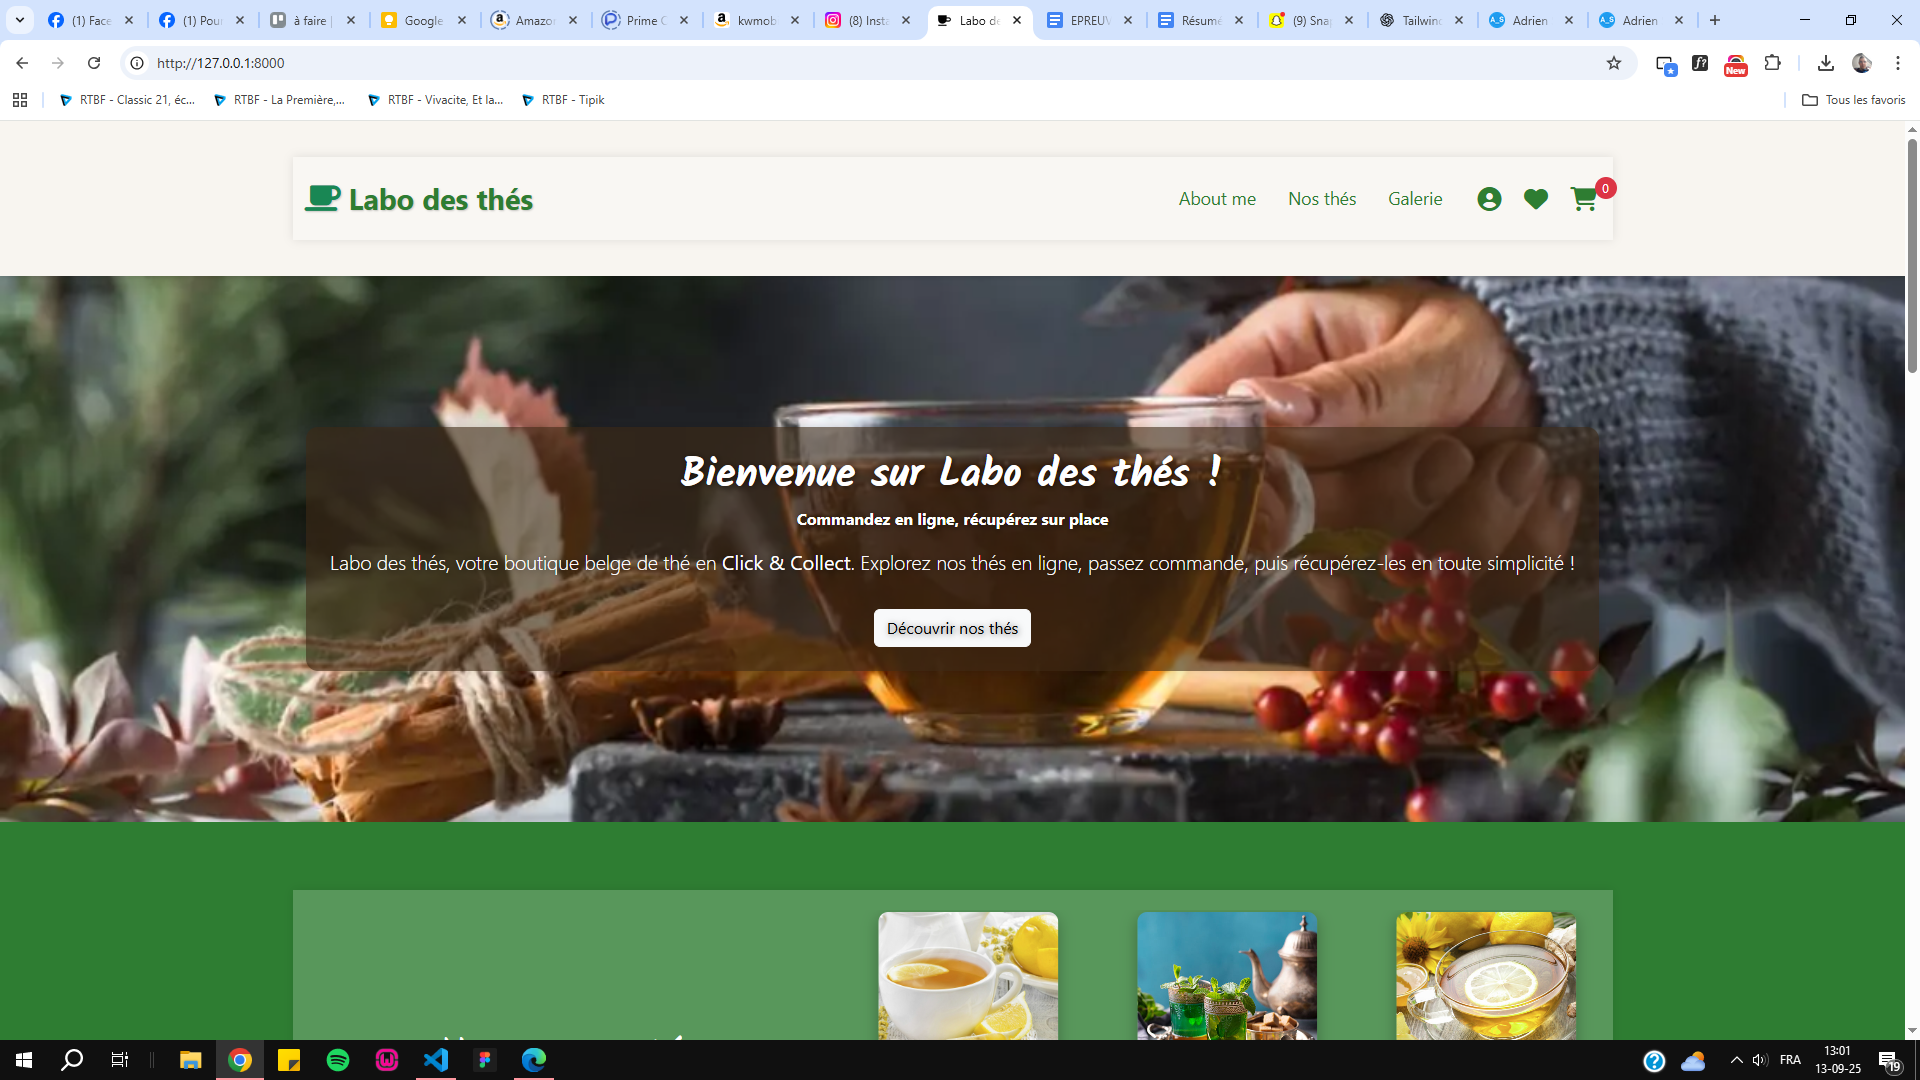 (1) Face
(1) Pour
à faire |
Google
Amazon
Prime C
kwmob
(8) Insta
Labo de
EPREUV
Résumé
(9) Snap
Tailwind
Adrien
Adrien
http://127.0.0.1:8000
New
RTBF - Classic 21, éc...
RTBF - La Première,...
RTBF - Vivacite, Et la...
RTBF - Tipik
Tous les favoris
Labo des thés
About me
Nos thés
Galerie
0
Bienvenue sur Labo des thés !
Commandez en ligne, récupérez sur place
Labo des thés, votre boutique belge de thé en Click & Collect. Explorez nos thés en ligne, passez commande, puis récupérez-les en toute simplicité !
Découvrir nos thés
FRA
13:01
13-09-25
19